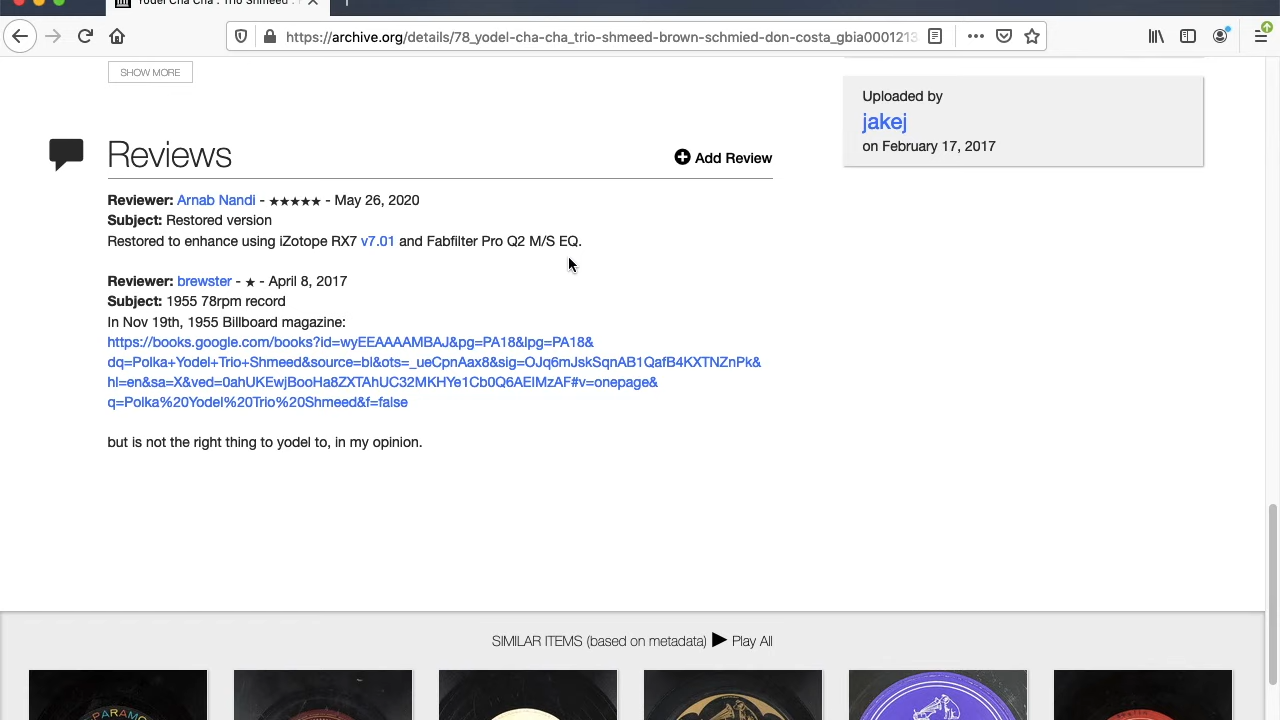 Yodel Cha Cha : Trio Shmeed :
https://archive.org/details/78_yodel-cha-cha_trio-shmeed-brown-schmied-don-costa_gbia0001213
SHOW MORE
Uploaded by
jakej
on February 17, 2017
Reviews
Add Review
Reviewer: Arnab Nandi - ★★★★★ - May 26, 2020
Subject: Restored version
Restored to enhance using iZotope RX7 v7.01 and Fabfilter Pro Q2 M/S EQ.
Reviewer: brewster - ★ - April 8, 2017
Subject: 1955 78rpm record
In Nov 19th, 1955 Billboard magazine:
https://books.google.com/books?id=wyEEAAAAMBAJ&pg=PA18&lpg=PA18&
dq=Polka+Yodel+Trio+Shmeed&source=bl&ots=_ueCpnAax8&sig=OJq6mJskSqnAB1QafB4KXTNZnPk&
hl=en&sa=X&ved=0ahUKEwjBooHa8ZXTAhUC32MKHYe1Cb0Q6AEIMzAF#v=onepage&
q=Polka%20Yodel%20Trio%20Shmeed&f=false
but is not the right thing to yodel to, in my opinion.
SIMILAR ITEMS (based on metadata) ▶ Play All